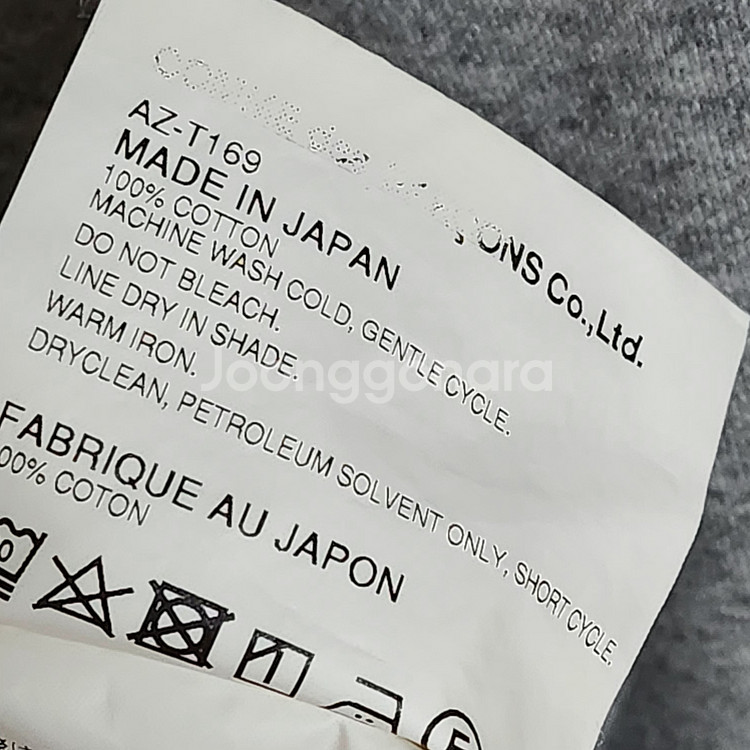 COMME des GARÇONS Co.,Ltd.
AZ-T169
MADE IN JAPAN
100% COTTON
MACHINE WASH COLD, GENTLE CYCLE.
DO NOT BLEACH.
LINE DRY IN SHADE.
WARM IRON.
DRYCLEAN, PETROLEUM SOLVENT ONLY, SHORT CYCLE.
Joonggonara
FABRIQUE AU JAPON
00% COTON
F